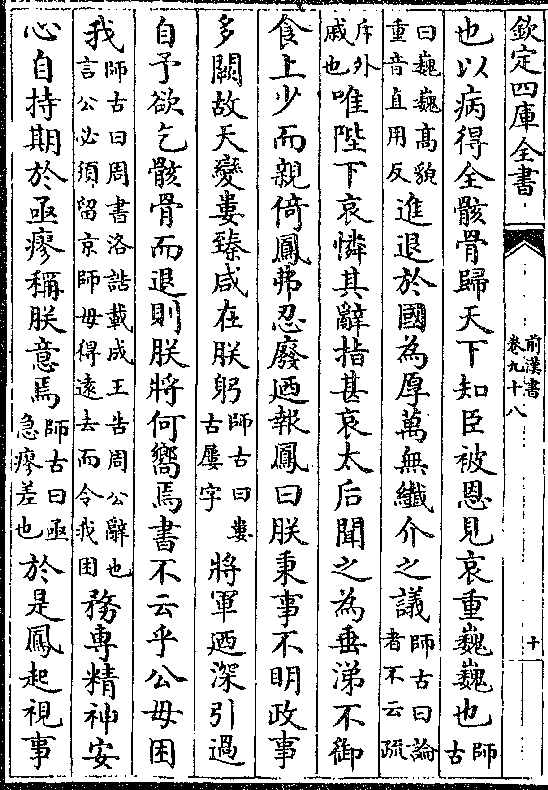 欽定四庫全書
前漢書
卷九十八
十
也以病得全骸骨歸天下知臣被恩見哀重巍巍也師古
曰巍巍高貌重音直用反進退於國為厚萬無纖介之議師古曰論者不云疏
斥外戚也唯陛下哀憐其辭指甚哀太后聞之為垂涕不御
食上少而親倚鳳弗忍廢迺報鳳曰朕秉事不明政事
多闕故天變婁臻咸在朕躬師古曰婁古屢字將軍迺深引過
自予欲乞骸骨而退則朕將何嚮焉書不云乎公毋困
我師古曰周書洛誥載成王告周公辭也言公必須留京師毋得遠去而令我困務專精神安
心自持期於亟瘳稱朕意焉師古曰亟急瘳差也於是鳳起視事